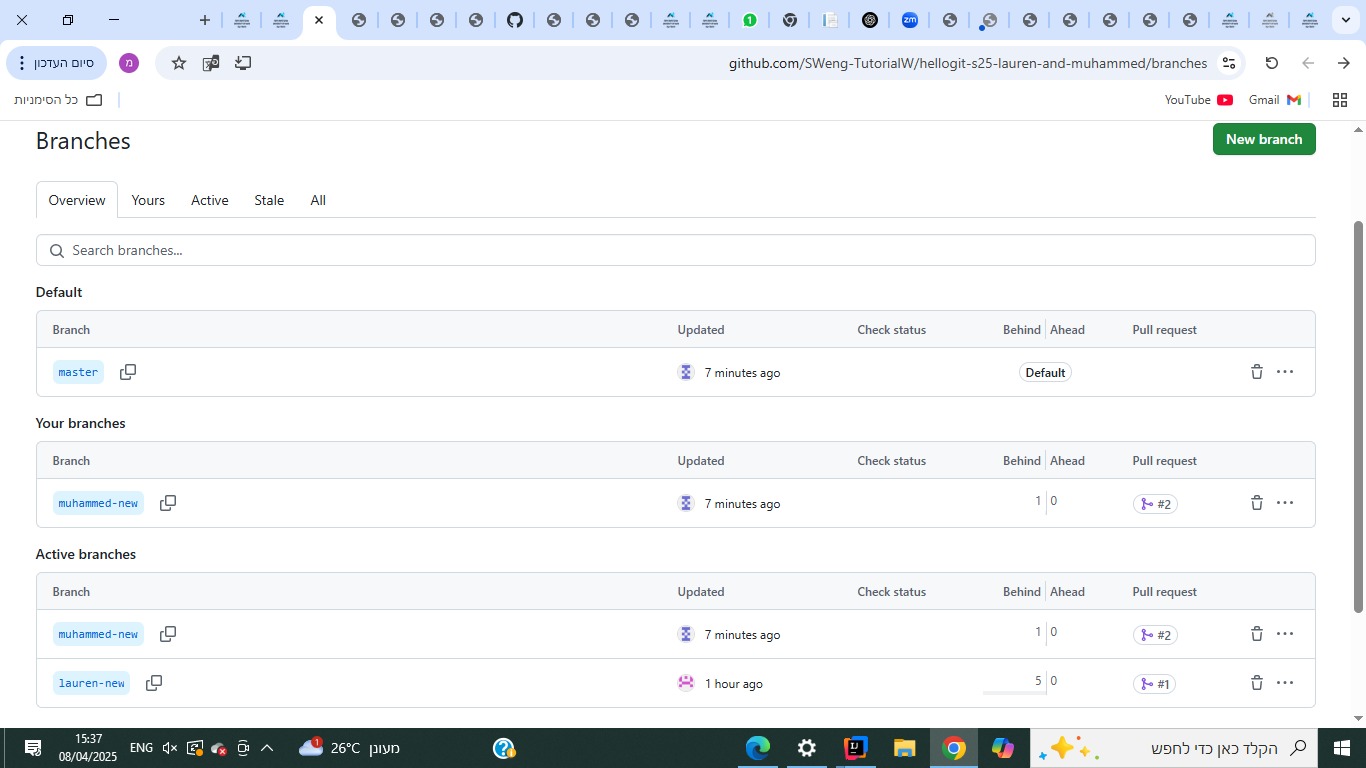 סיום העדכון
מ
github.com/SWeng-TutorialW/hellogit-s25-lauren-and-muhammed/branches
כל הסימניות
YouTube
Gmail
Branches
New branch
Overview
Yours
Active
Stale
All
Search branches...
Default
Branch Updated Check status Behind Ahead Pull request
master 7 minutes ago Default
Your branches
Branch Updated Check status Behind Ahead Pull request
muhammed-new 7 minutes ago 1 0 #2
Active branches
Branch Updated Check status Behind Ahead Pull request
muhammed-new 7 minutes ago 1 0 #2
lauren-new 1 hour ago 5 0 #1
15:37
08/04/2025
ENG
1
26°C מעונן
הקלד כאן כדי לחפש